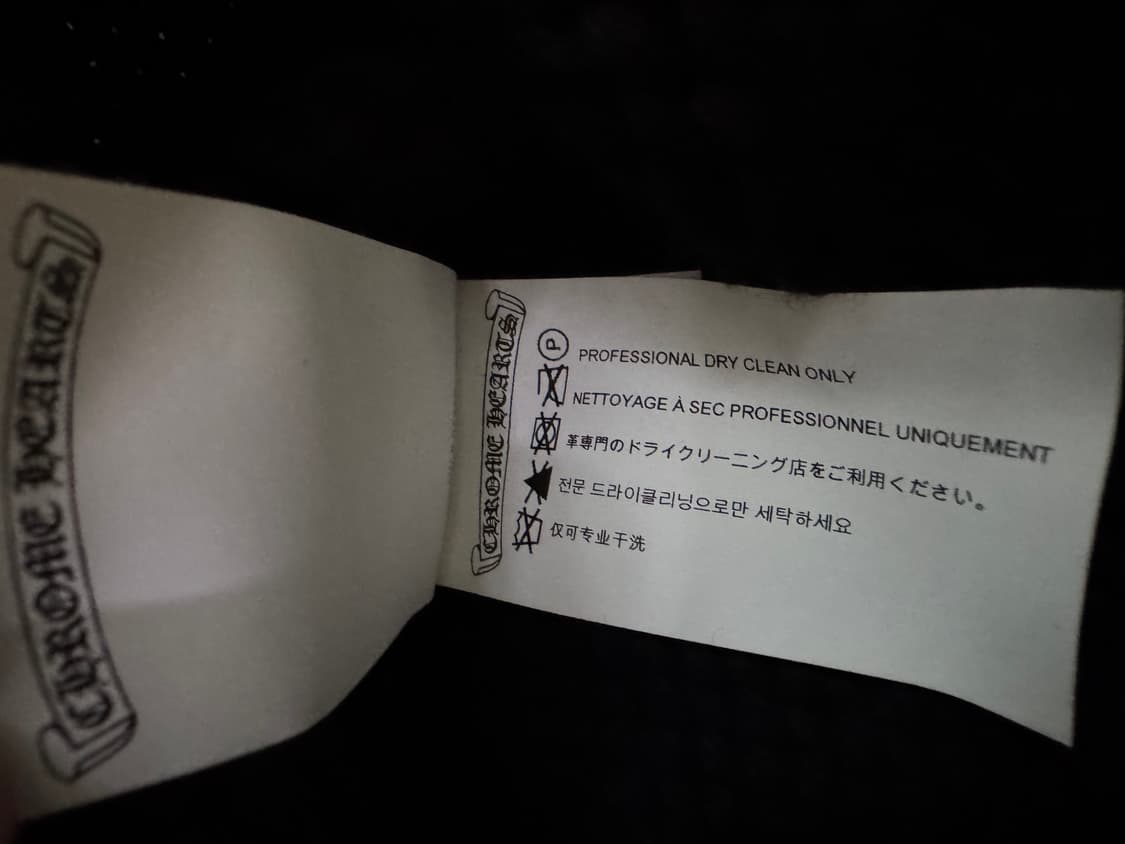 CHROME HEARTS
CHROME HEARTS
P
PROFESSIONAL DRY CLEAN ONLY
NETTOYAGE À SEC PROFESSIONNEL UNIQUEMENT
革専門のドライクリーニング店をご利用ください。
전문 드라이클리닝으로만 세탁하세요
仅可专业干洗